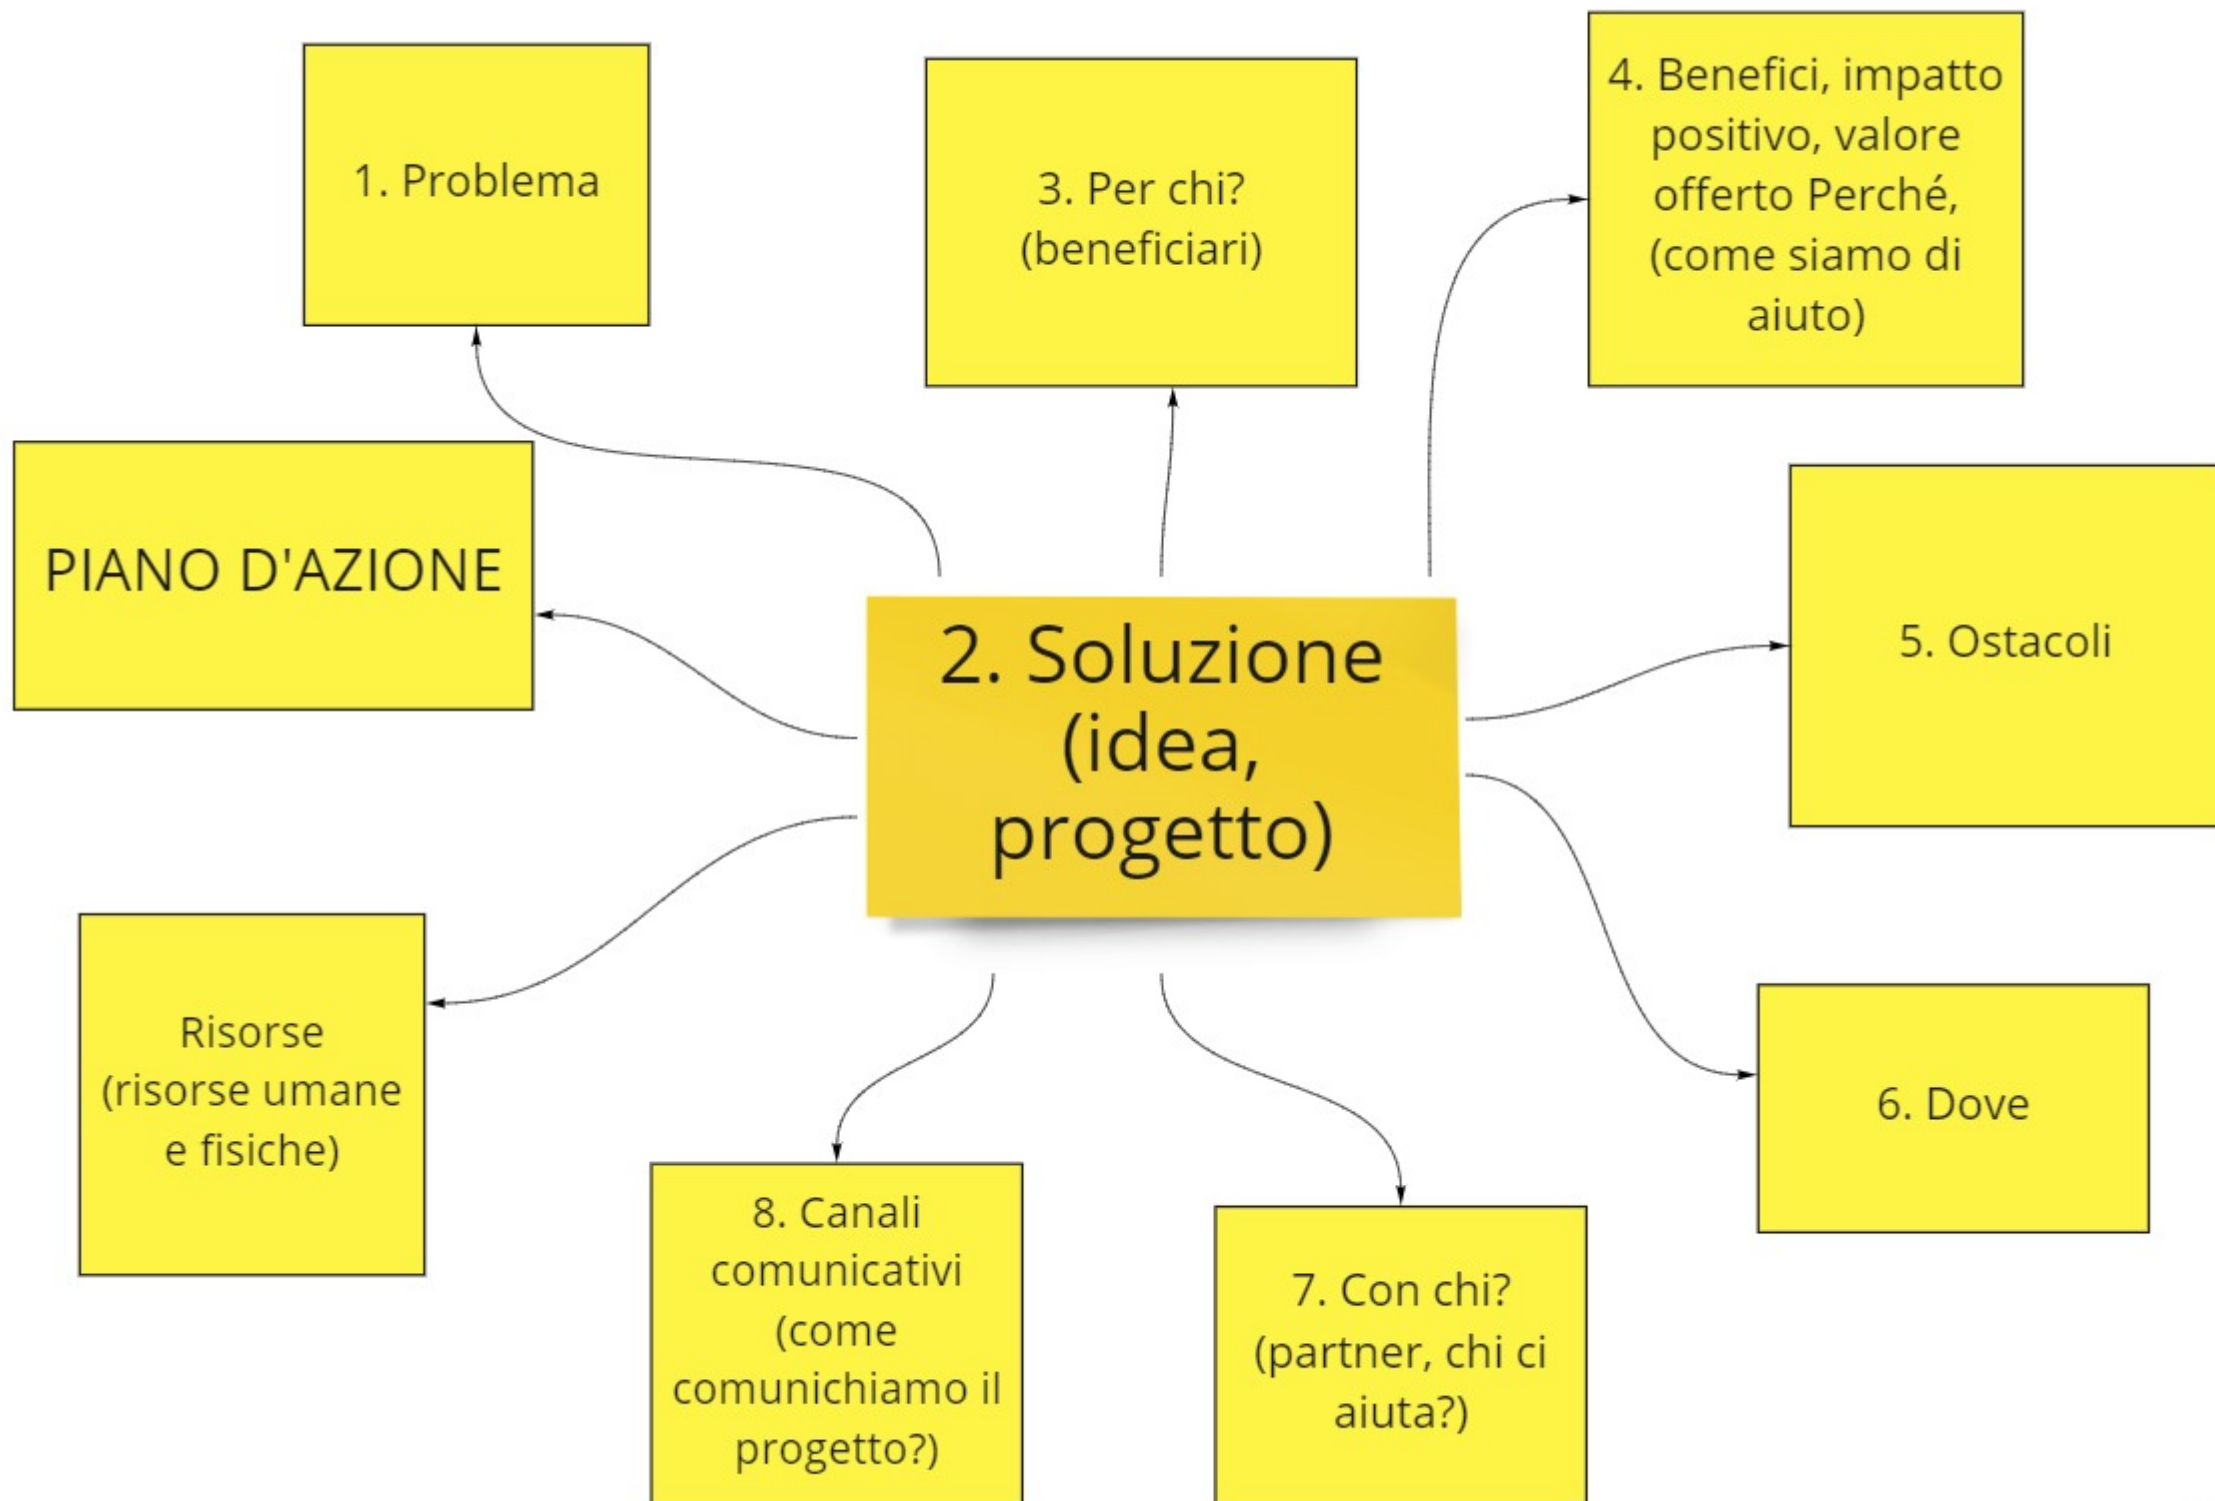 1. Problema
3. Per chi?
(beneficiari)
4. Benefici, impatto
positivo, valore
offerto Perché,
(come siamo di
aiuto)
PIANO D'AZIONE
2. Soluzione
(idea,
progetto)
5. Ostacoli
Risorse
(risorse umane
e fisiche)
6. Dove
8. Canali
comunicativi
(come
comunichiamo il
progetto?)
7. Con chi?
(partner, chi ci
aiuta?)